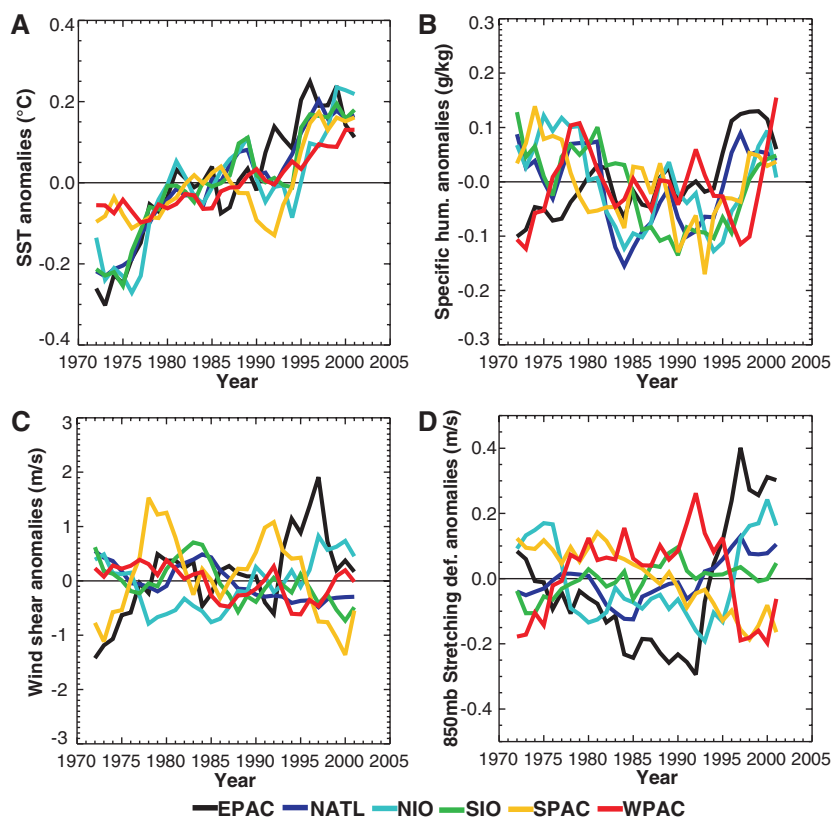 A
SST anomalies (°C)
0.4
0.2
0.0
-0.2
-0.4
1970 1975 1980 1985 1990 1995 2000 2005
Year
B
Specific hum. anomalies (g/kg)
0.3
0.2
0.1
-0.0
-0.1
-0.2
-0.3
1970 1975 1980 1985 1990 1995 2000 2005
Year
C
Wind shear anomalies (m/s)
3
2
1
0
-1
-2
-3
1970 1975 1980 1985 1990 1995 2000 2005
Year
D
850mb Stretching def. anomalies (m/s)
0.4
0.2
0.0
-0.2
-0.4
1970 1975 1980 1985 1990 1995 2000 2005
Year
EPAC NATL NIO SIO SPAC WPAC